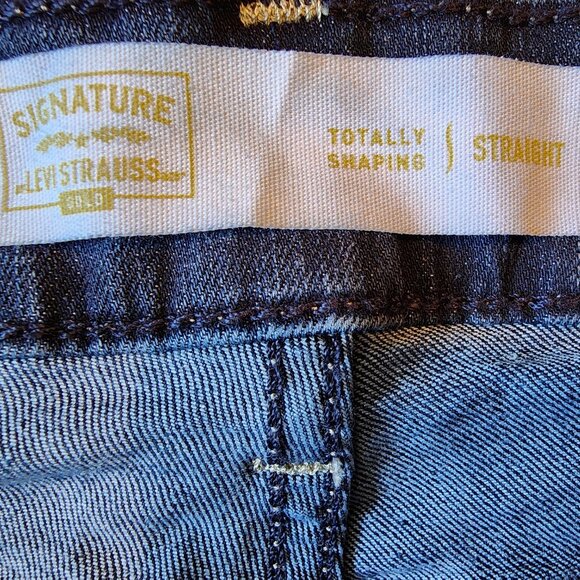 SIGNATURE
LEVI STRAUSS
GOLD
TOTALLY
SHAPING
STRAIGHT